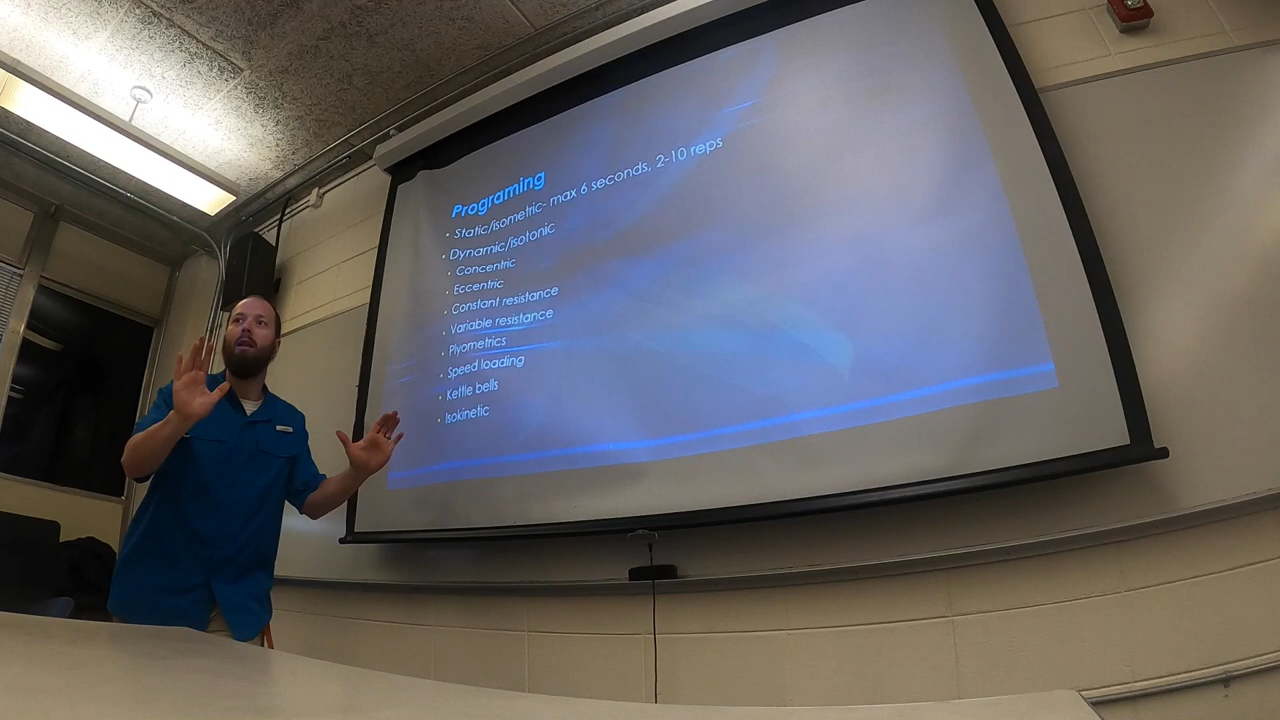 Programing
Static/isometric- max 6 seconds, 2-10 reps
Dynamic/isotonic
Concentric
Eccentric
Constant resistance
Variable resistance
Plyometrics
Speed loading
Kettle bells
Isokinetic